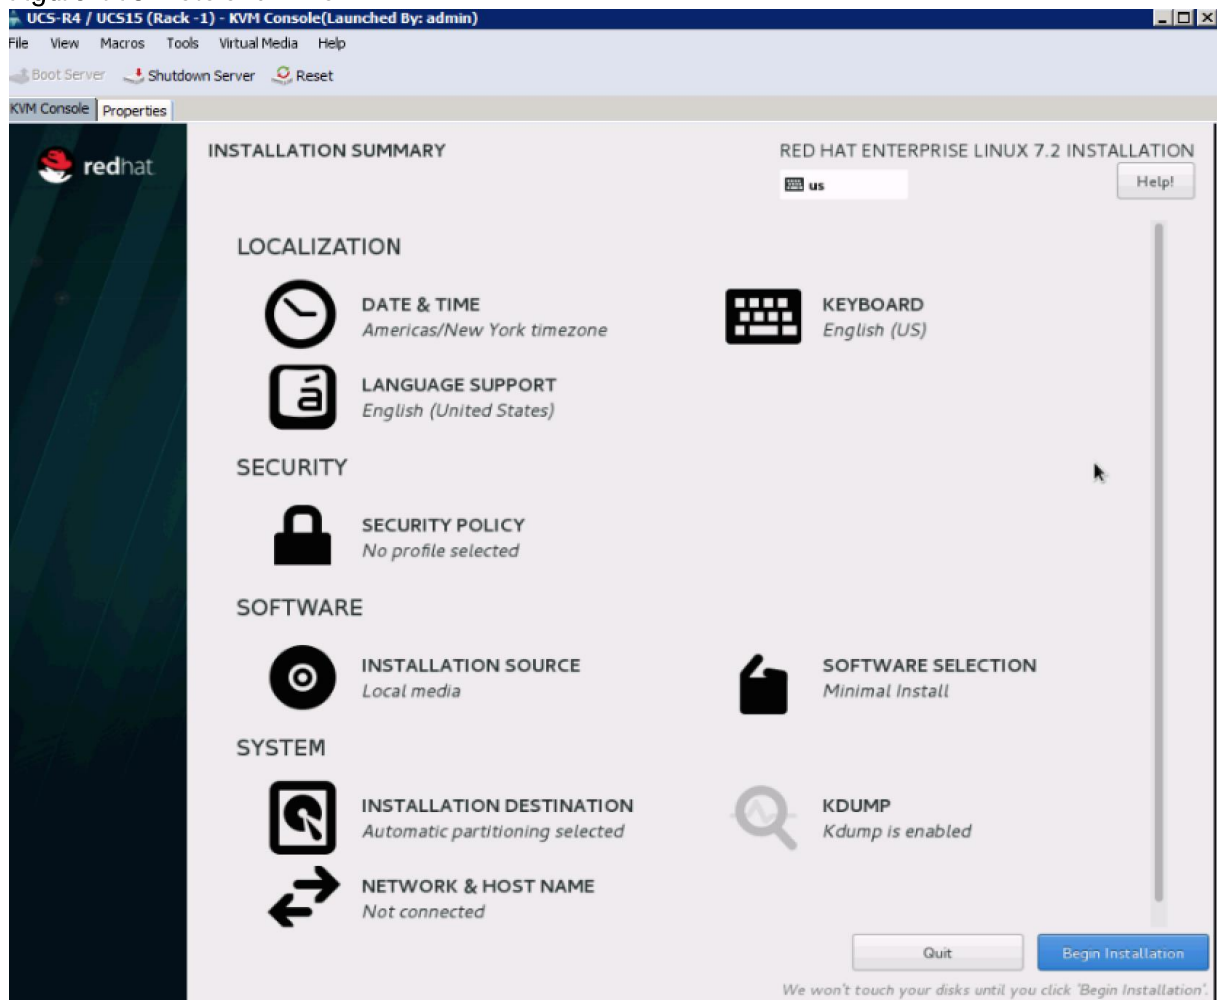 UCS-R4 / UCS15 (Rack -1) - KVM Console(Launched By: admin)
File View Macros Tools Virtual Media Help
Boot Server Shutdown Server Reset
KVM Console Properties
redhat.
INSTALLATION SUMMARY
RED HAT ENTERPRISE LINUX 7.2 INSTALLATION
us
Help!
LOCALIZATION
DATE & TIME
Americas/New York timezone
KEYBOARD
English (US)
LANGUAGE SUPPORT
English (United States)
SECURITY
SECURITY POLICY
No profile selected
SOFTWARE
INSTALLATION SOURCE
Local media
SOFTWARE SELECTION
Minimal Install
SYSTEM
INSTALLATION DESTINATION
Automatic partitioning selected
KDUMP
Kdump is enabled
NETWORK & HOST NAME
Not connected
Quit
Begin Installation
We won't touch your disks until you click 'Begin Installation'.